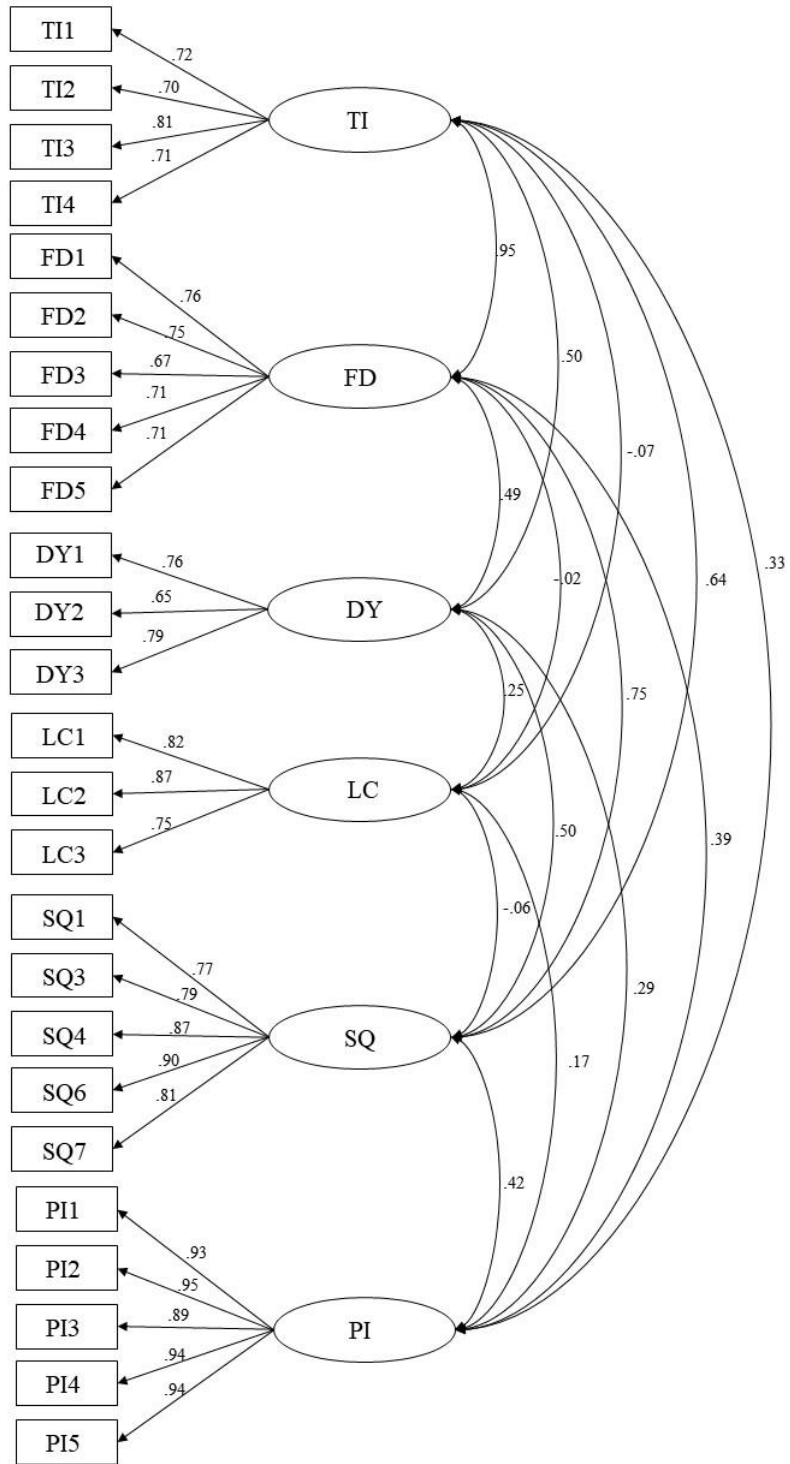 TI1
.72
TI2
.70
TI
TI3
.81
TI4
.71
FD1
.76
FD2
.75
FD3
.67
FD
FD4
.71
FD5
.71
DY1
.76
DY2
.65
DY
DY3
.79
LC1
.82
LC2
.87
LC
LC3
.75
SQ1
.77
SQ3
.79
SQ4
.87
SQ
SQ6
.90
SQ7
.81
PI1
.93
PI2
.95
PI3
.89
PI
PI4
.94
PI5
.94
.95
.50
-.07
.64
.33
.49
-.02
.75
.39
.25
.50
.29
-.06
.17
.42